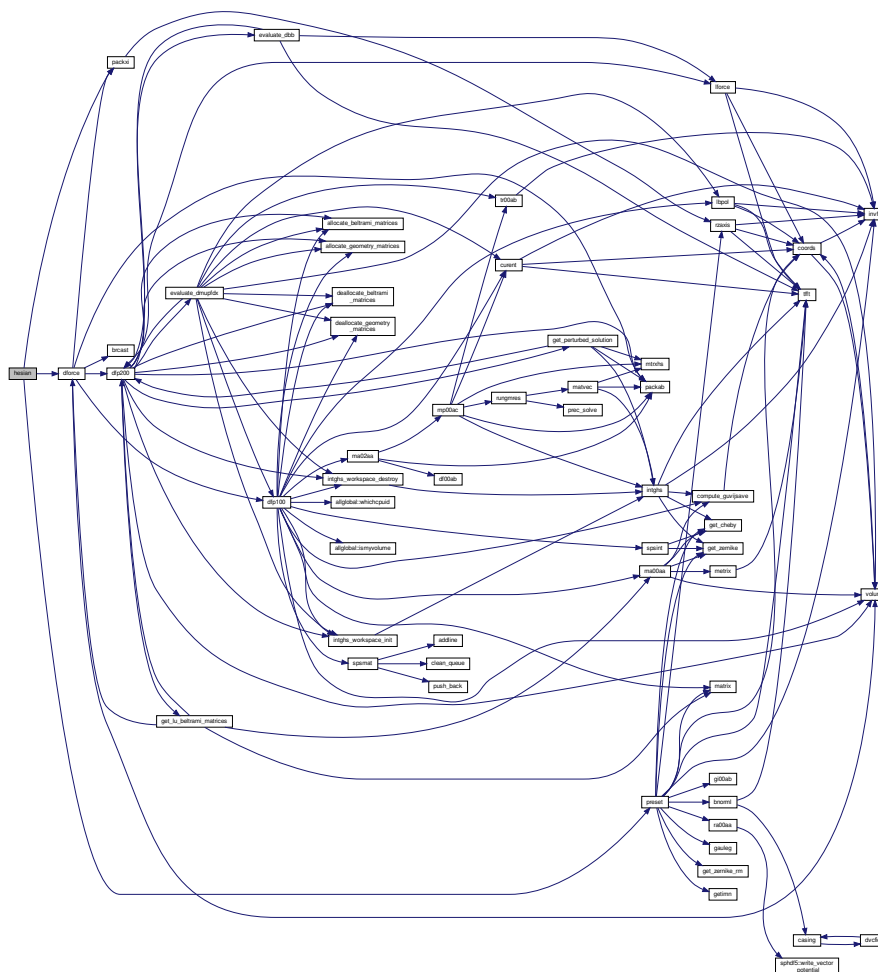 evaluate_dbb
packxi
lforce
tr00ab
lbpol
allocate_beltrami_matrices
rzaxis
allocate_geometry_matrices
coords
curent
evaluate_dmupfdx
deallocate_beltrami
_matrices
tfft
deallocate_geometry
_matrices
get_perturbed_solution
brcast
mtrxhs
hesian
dforce
dfp200
matvec
packab
rungmres
prec_solve
mp00ac
ma02aa
df00ab
intghs_workspace_destroy
intghs
compute_guvijsave
dfp100
allglobal::whichcpuid
get_cheby
allglobal::ismyvolume
spsint
get_zernike
ma00aa
metrix
intghs_workspace_init
addline
spsmat
clean_queue
push_back
matrix
get_lu_beltrami_matrices
gi00ab
preset
bnorml
ra00aa
gauleg
get_zernike_rm
getimn
casing
sphdf5::write_vector
_potential